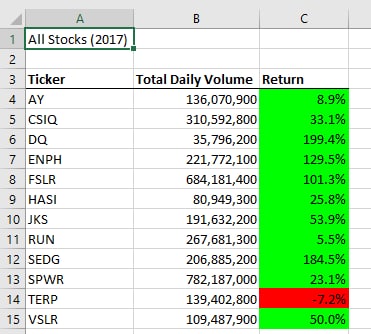 A B C
1 All Stocks (2017)
2
3 Ticker Total Daily Volume Return
4 AY 136,070,900 8.9%
5 CSIQ 310,592,800 33.1%
6 DQ 35,796,200 199.4%
7 ENPH 221,772,100 129.5%
8 FSLR 684,181,400 101.3%
9 HASI 80,949,300 25.8%
10 JKS 191,632,200 53.9%
11 RUN 267,681,300 5.5%
12 SEDG 206,885,200 184.5%
13 SPWR 782,187,000 23.1%
14 TERP 139,402,800 -7.2%
15 VSLR 109,487,900 50.0%